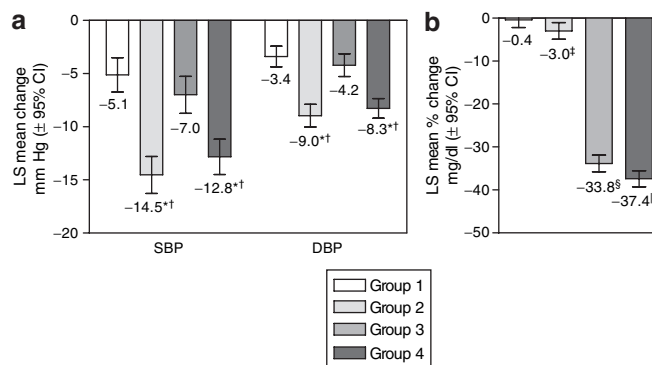 a
LS mean change
mm Hg (± 95% CI)
0
−5
−10
−15
−20
−5.1
−14.5*†
−7.0
−12.8*†
−3.4
−9.0*†
−4.2
−8.3*†
SBP
DBP
b
LS mean % change
mg/dl (± 95% CI)
0
−10
−20
−30
−40
−50
−0.4
−3.0‡
−33.8§
−37.4
Group 1
Group 2
Group 3
Group 4